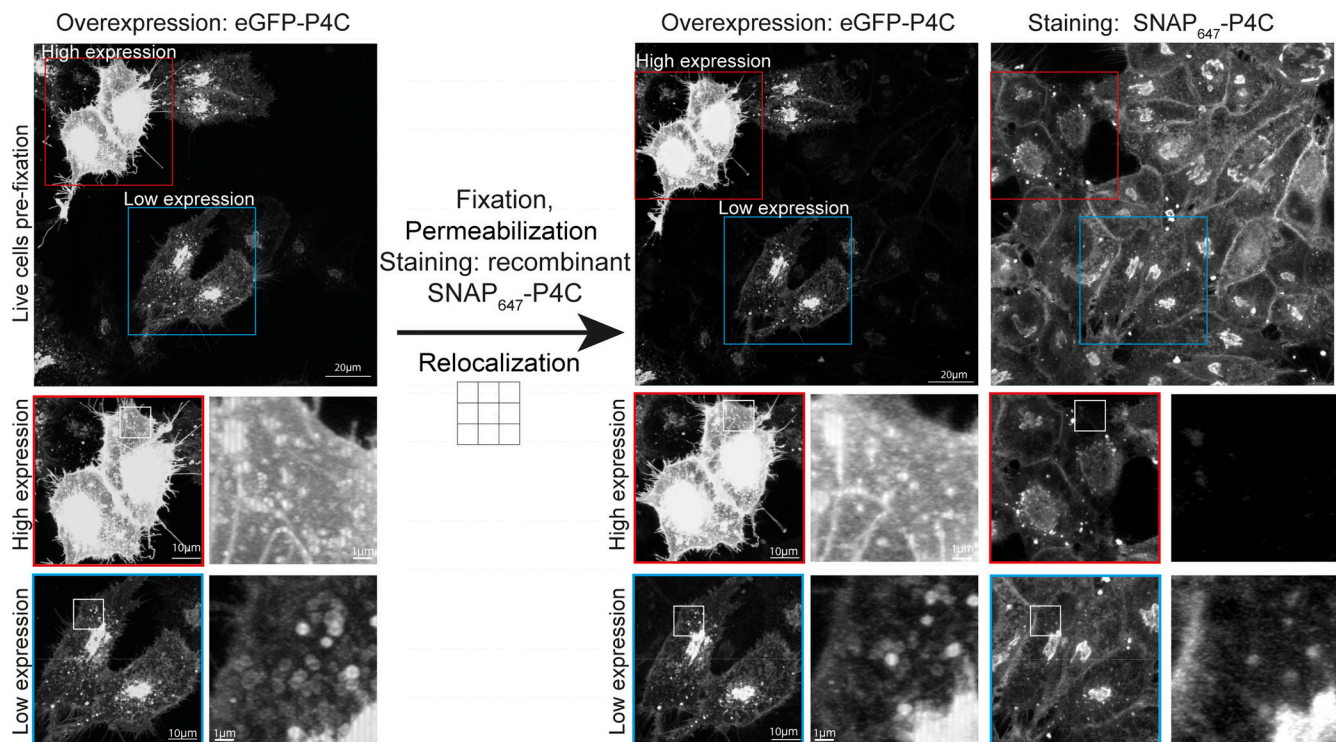 Overexpression: eGFP-P4C
Overexpression: eGFP-P4C
Staining: SNAP647-P4C
Live cells pre-fixation
High expression
Low expression
20µm
Fixation,
Permeabilization
Staining: recombinant
SNAP647-P4C
Relocalization
High expression
Low expression
20µm
High expression
10µm
1µm
High expression
10µm
1µm
Low expression
10µm
1µm
Low expression
10µm
1µm